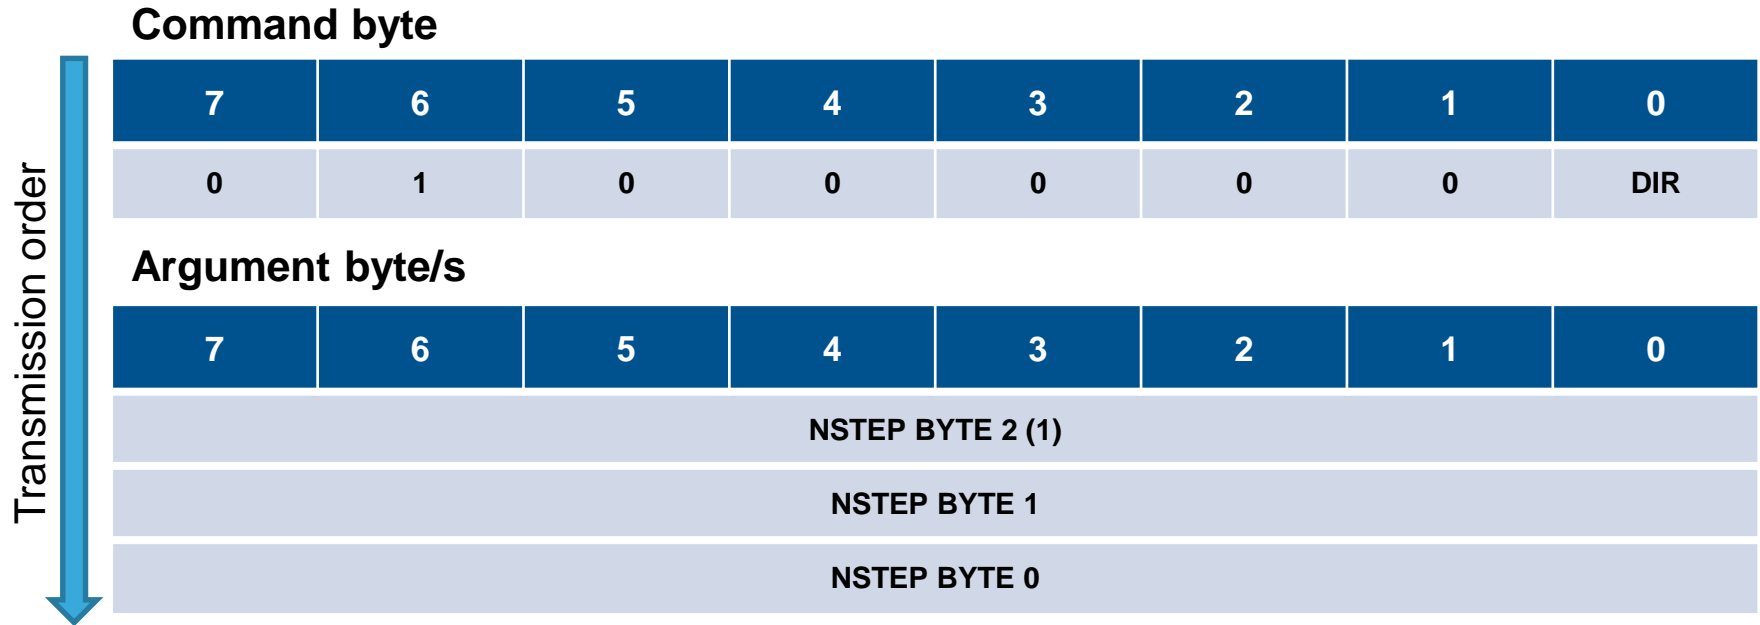 Command byte
7 6 5 4 3 2 1 0
0 1 0 0 0 0 0 DIR
Argument byte/s
7 6 5 4 3 2 1 0
NSTEP BYTE 2 (1)
NSTEP BYTE 1
NSTEP BYTE 0
Transmission order